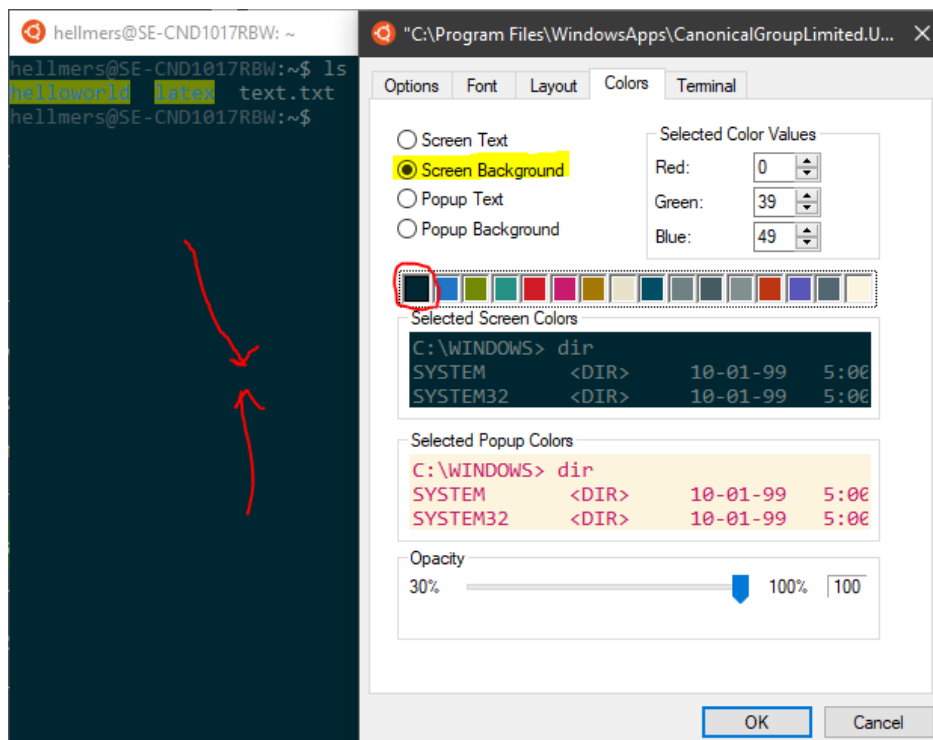 hellmers@SE-CND1017RBW: ~
hellmers@SE-CND1017RBW:~$ ls
helloworld latex text.txt
hellmers@SE-CND1017RBW:~$
"C:\Program Files\WindowsApps\CanonicalGroupLimited.U...
Options Font Layout Colors Terminal
Screen Text
Screen Background
Popup Text
Popup Background
Selected Color Values
Red: 0
Green: 39
Blue: 49
Selected Screen Colors
C:\WINDOWS> dir
SYSTEM <DIR> 10-01-99 5:00
SYSTEM32 <DIR> 10-01-99 5:00
Selected Popup Colors
C:\WINDOWS> dir
SYSTEM <DIR> 10-01-99 5:00
SYSTEM32 <DIR> 10-01-99 5:00
Opacity
30% 100% 100
OK Cancel